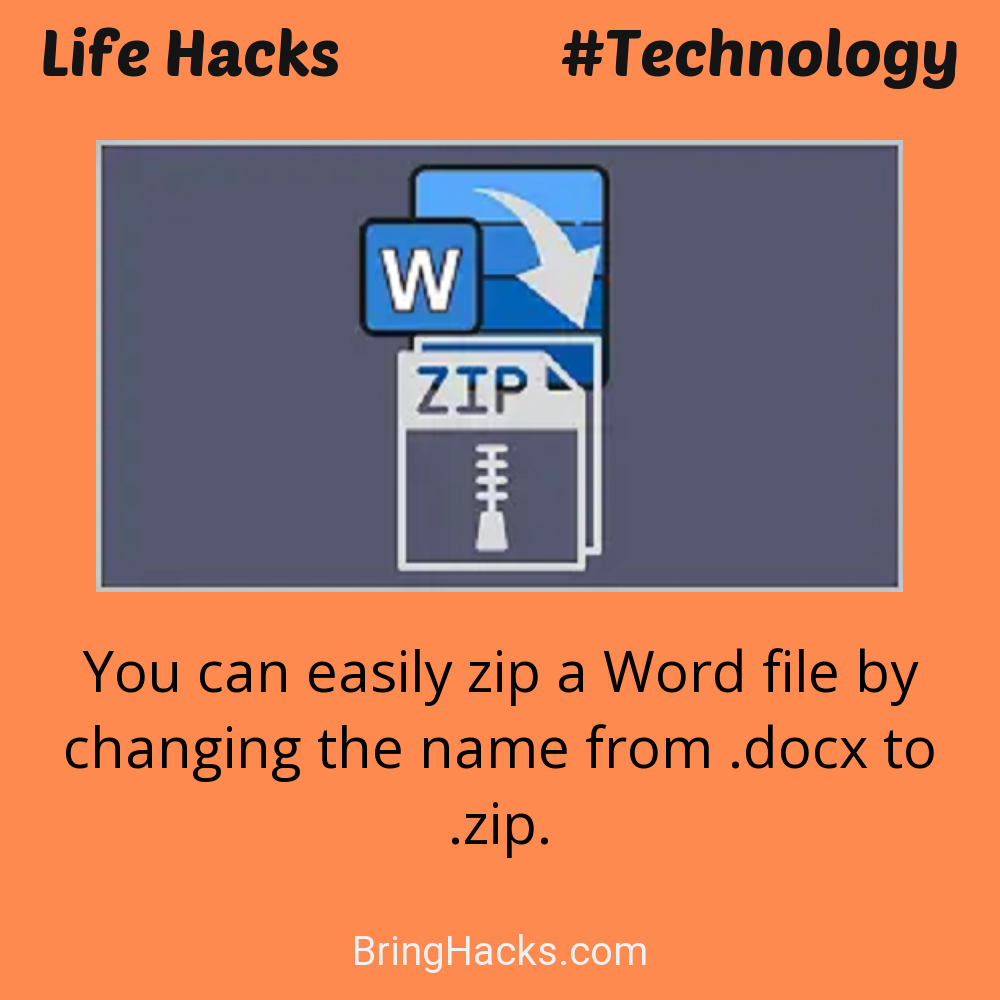 Life Hacks #Technology
W
ZIP
You can easily zip a Word file by
changing the name from .docx to
.zip.
BringHacks.com